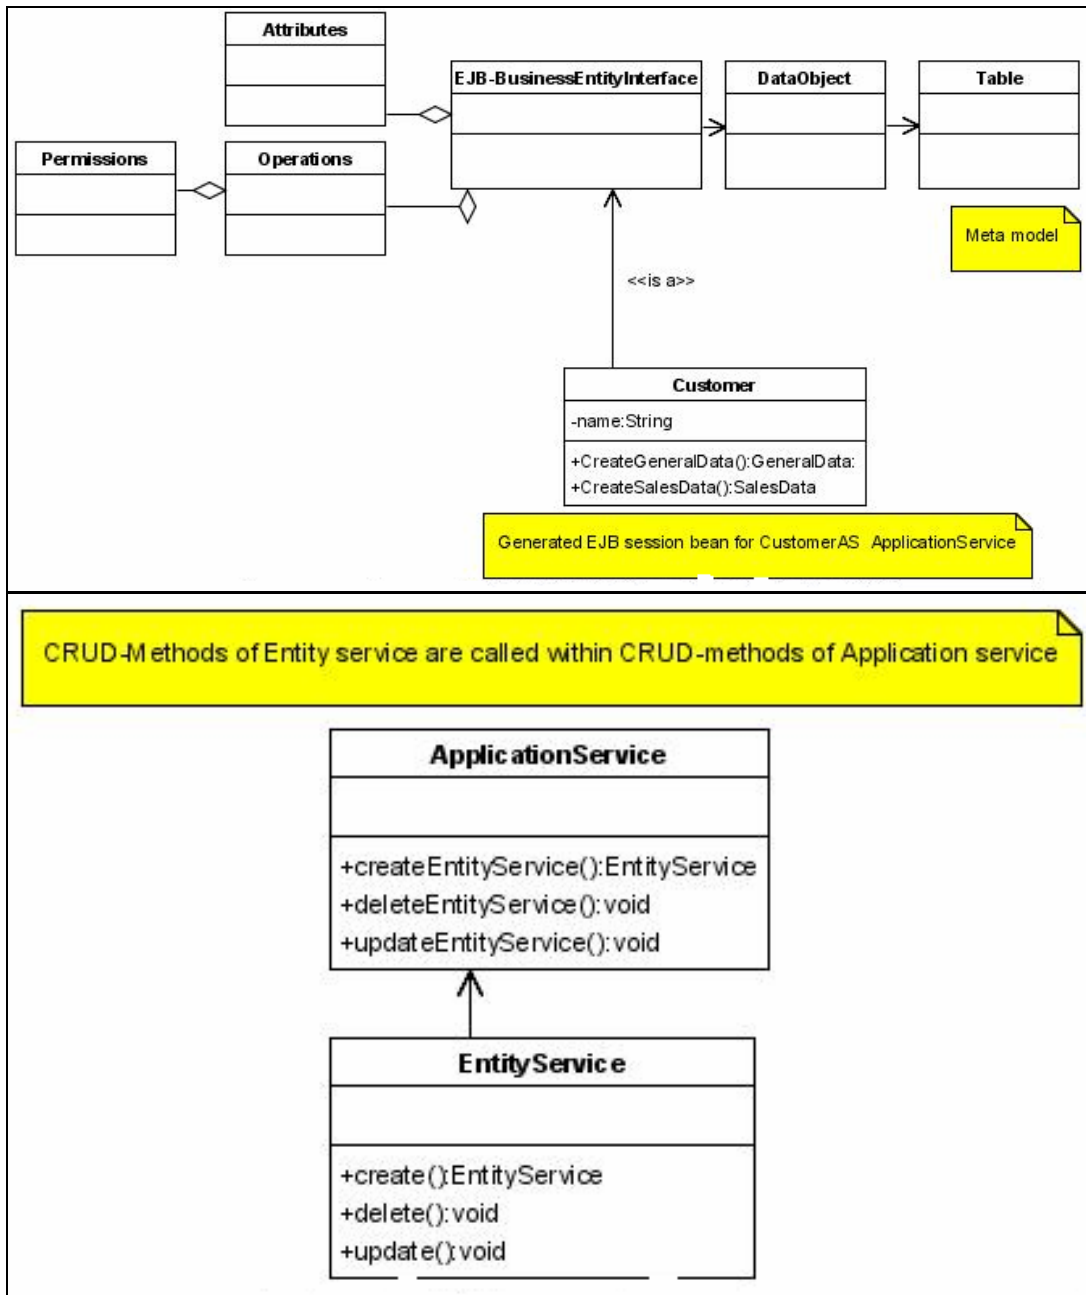 Attributes
EJB-BusinessEntityInterface
DataObject
Table
Permissions
Operations
Meta model
<<is a>>
Customer
-name:String
+CreateGeneralData():GeneralData:
+CreateSalesData():SalesData
Generated EJB session bean for CustomerAS ApplicationService
CRUD-Methods of Entity service are called within CRUD-methods of Application service
ApplicationService
+createEntityService():EntityService
+deleteEntityService():void
+updateEntityService():void
EntityService
+create():EntityService
+delete():void
+update():void